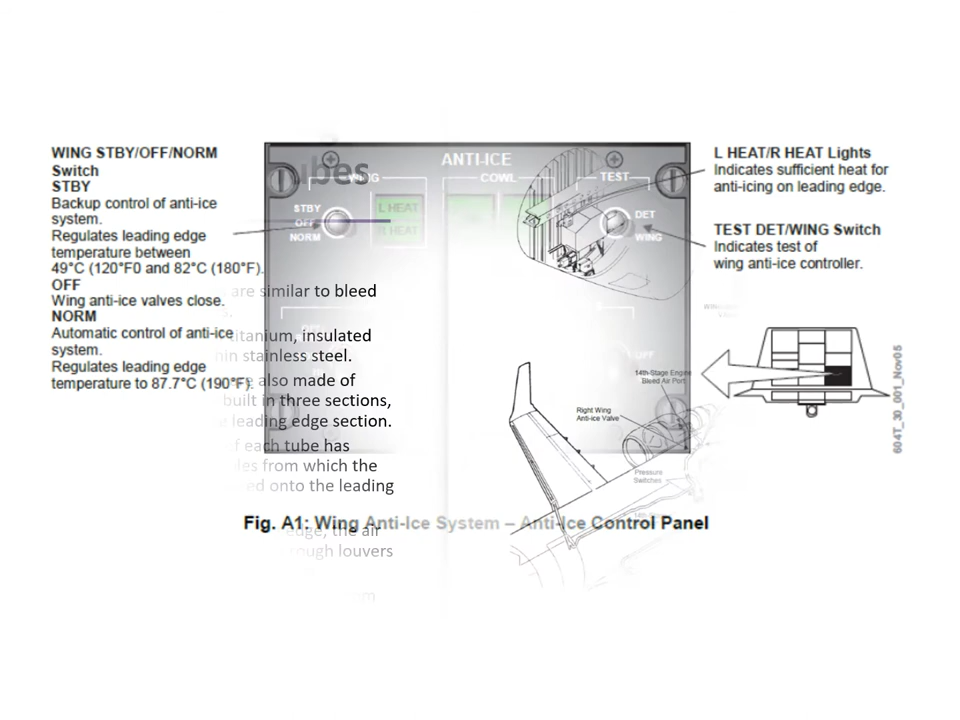 WING STBY/OFF/NORM
Switch
STBY
Backup control of anti-ice
system.
Regulates leading edge
temperature between
49°C (120°F0 and 82°C (180°F).
OFF
Wing anti-ice valves close.
NORM
Automatic control of anti-ice
system.
Regulates leading edge
temperature to 87.7°C (190°F).
ANTI-ICE
WING
COWL
TEST
STBY
OFF
NORM
L HEAT
R HEAT
DET
WING
OFF
L HEAT/R HEAT Lights
Indicates sufficient heat for
anti-icing on leading edge.
TEST DET/WING Switch
Indicates test of
wing anti-ice controller.
are similar to bleed
titanium, insulated
stainless steel.
also made of
built in three sections,
leading edge section.
each tube has
from which the
onto the leading
the air
louvers
14th-Stage Engine
Bleed Air Port
Right Wing
Anti-ice Valve
Pressure
Switches
604T_30_001_Nov05
Fig. A1: Wing Anti-Ice System – Anti-Ice Control Panel